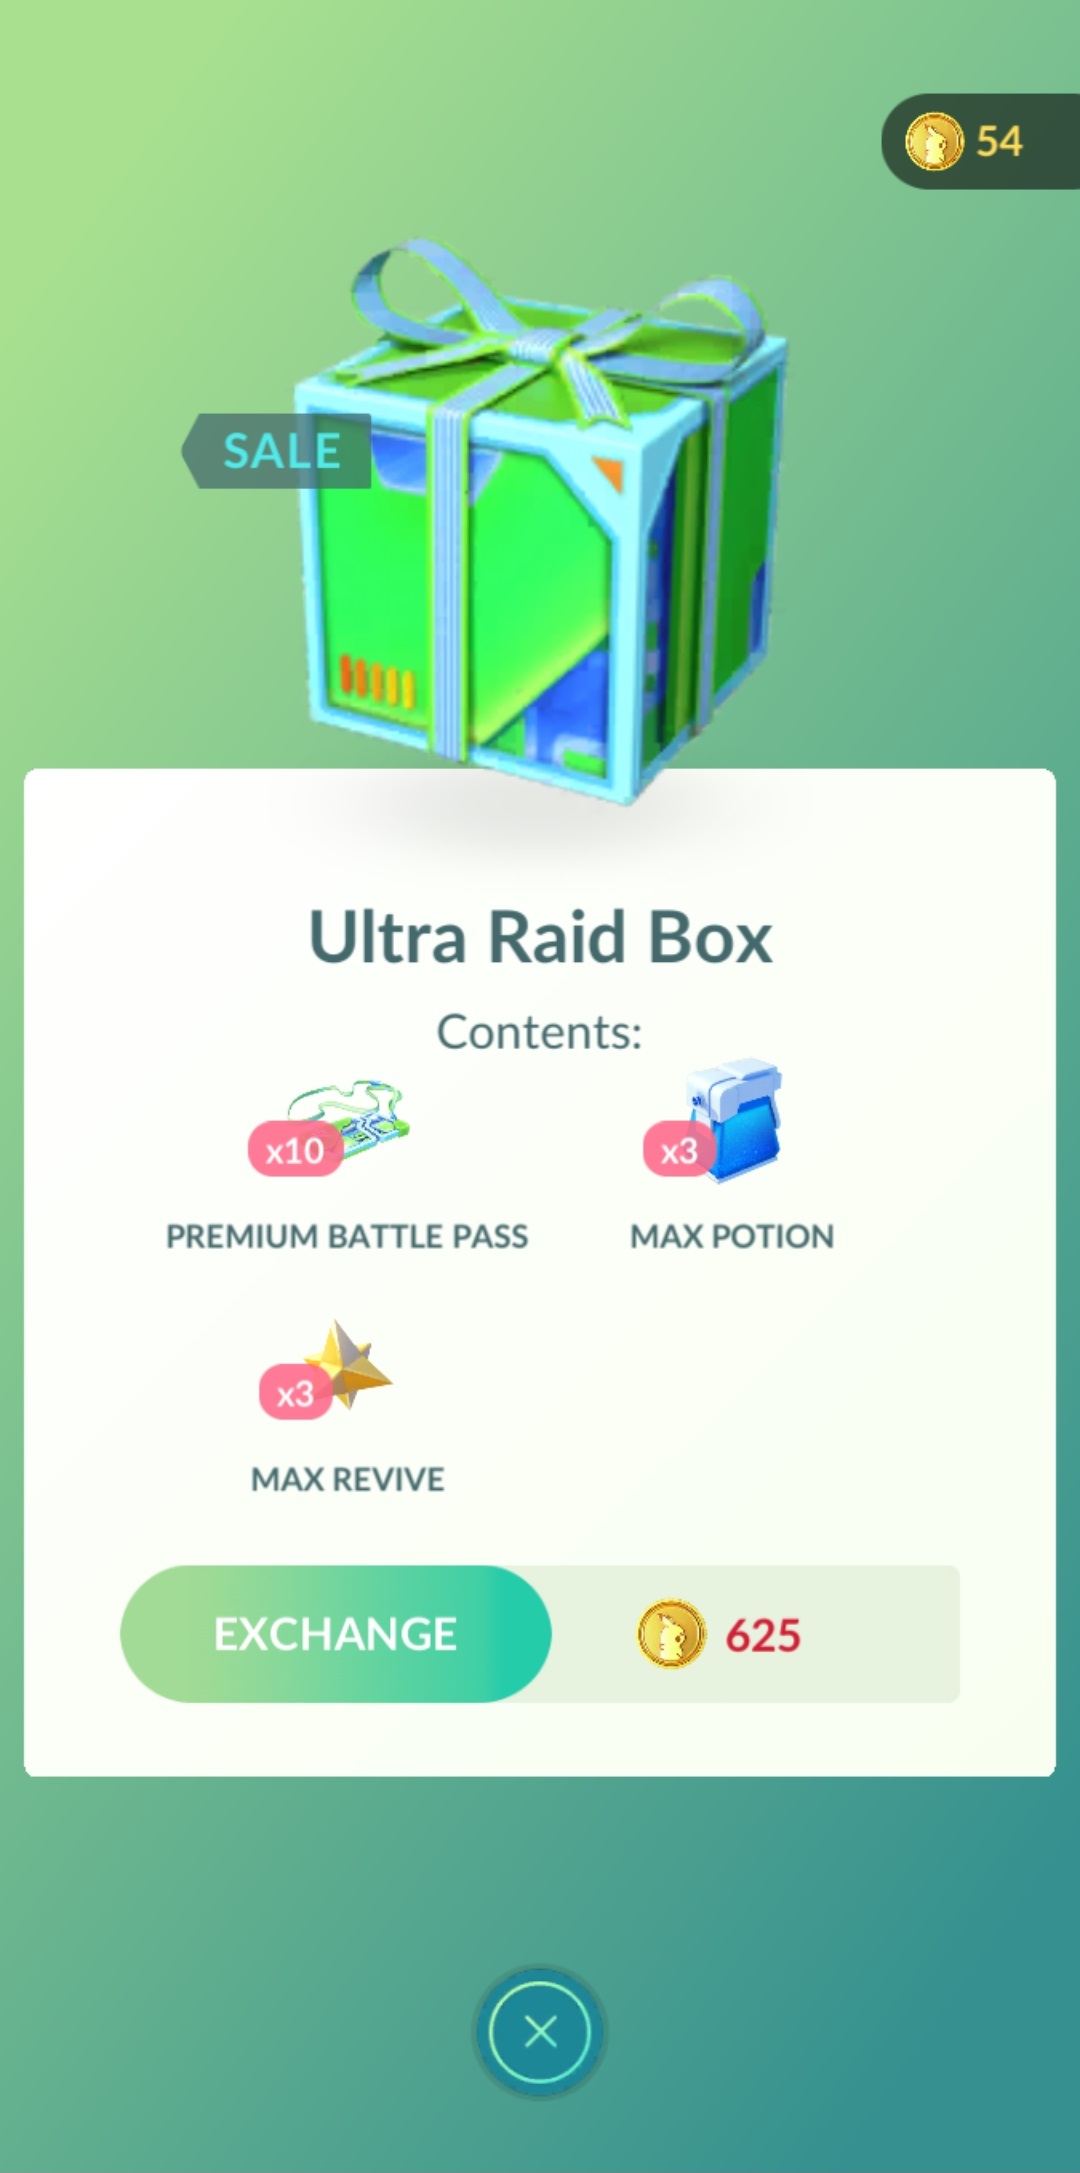 54
SALE
Ultra Raid Box
Contents:
x10
x3
PREMIUM BATTLE PASS
MAX POTION
x3
MAX REVIVE
EXCHANGE
625